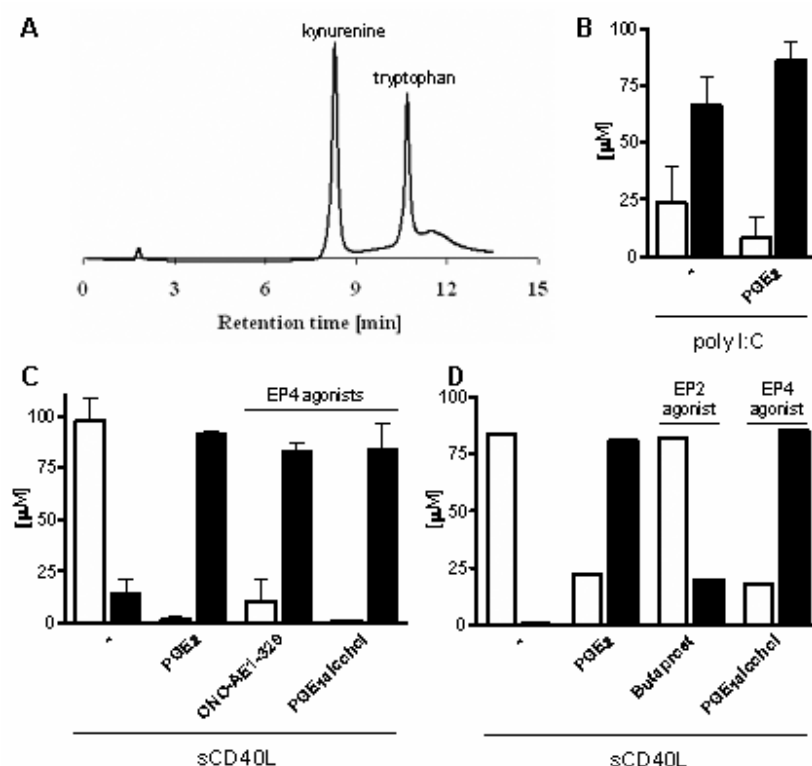 A
kynurenine
tryptophan
0 3 6 9 12 15
Retention time [min]
B
[µM]
100
75
50
25
0
-
PGE2
poly I:C
C
EP4 agonists
[µM]
100
75
50
25
0
-
PGE2
ONO-AE1-329
PGE1alcohol
sCD40L
D
EP2
agonist
EP4
agonist
[µM]
100
75
50
25
0
-
PGE2
Butaprost
PGE1alcohol
sCD40L